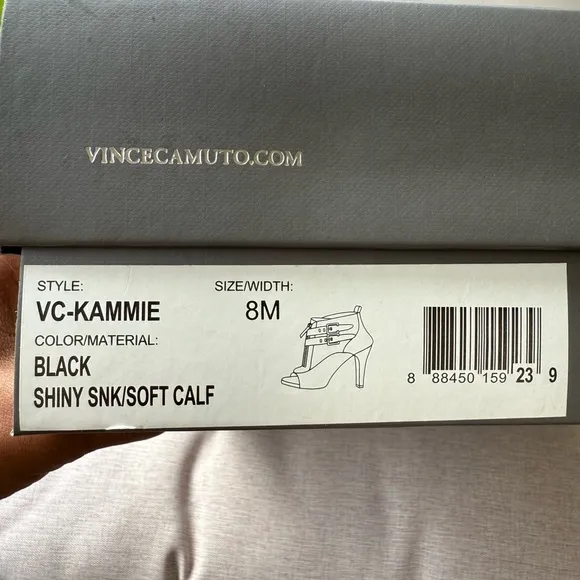 VINCECAMUTO.COM
STYLE: SIZE/WIDTH:
VC-KAMMIE 8M
COLOR/MATERIAL:
BLACK
SHINY SNK/SOFT CALF
8 88450 159 23 9